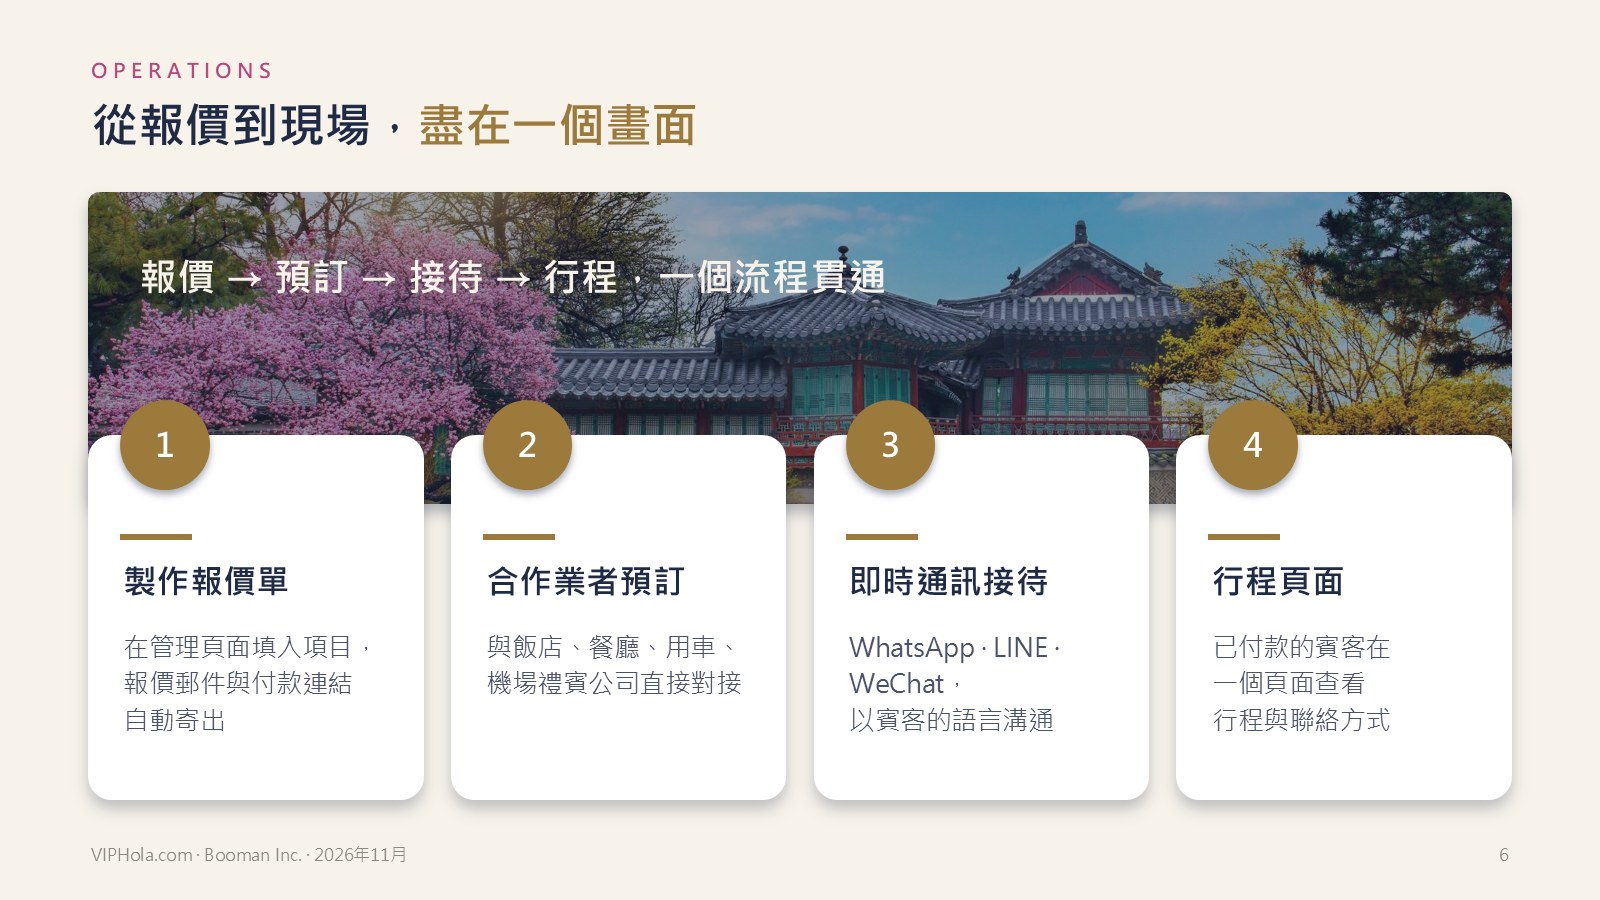 OPERATIONS
從報價到現場，盡在一個畫面
報價 → 預訂 → 接待 → 行程，一個流程貫通
1
製作報價單
在管理頁面填入項目，
報價郵件與付款連結
自動寄出
2
合作業者預訂
與飯店、餐廳、用車、
機場禮賓公司直接對接
3
即時通訊接待
WhatsApp · LINE ·
WeChat，
以賓客的語言溝通
4
行程頁面
已付款的賓客在
一個頁面查看
行程與聯絡方式
VIPHola.com · Booman Inc. · 2026年11月
6